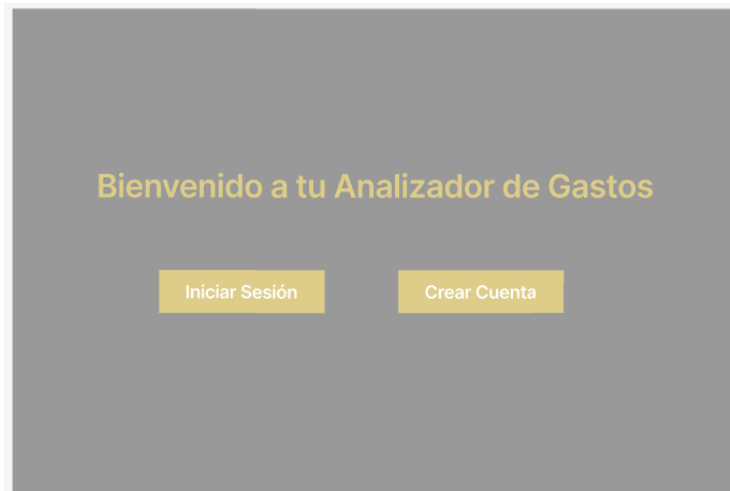 Bienvenido a tu Analizador de Gastos
Iniciar Sesión
Crear Cuenta